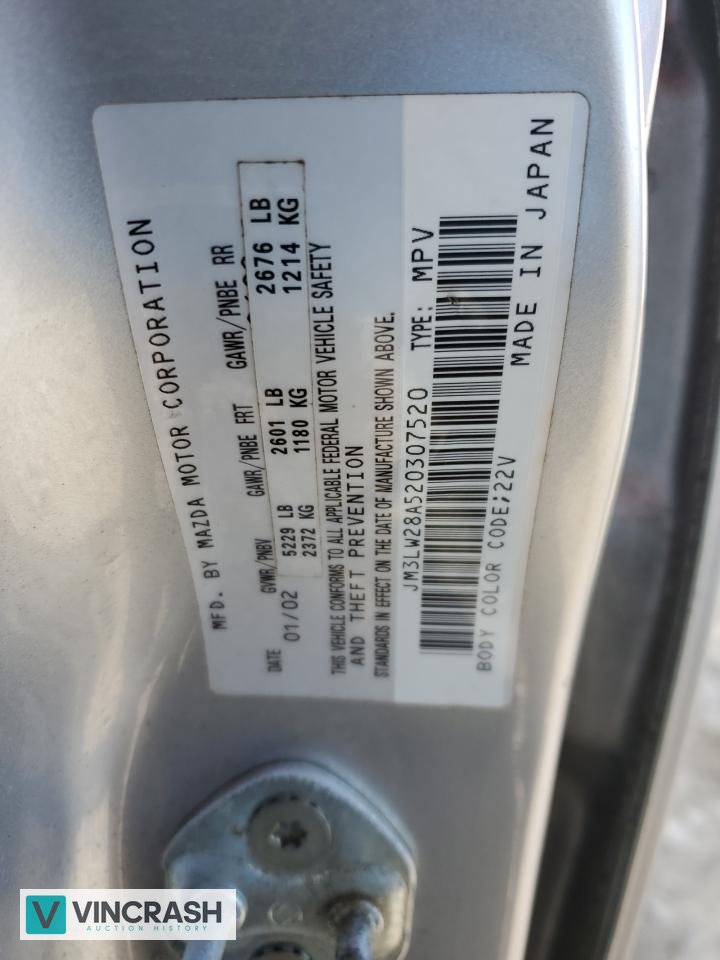 MFD. BY MAZDA MOTOR CORPORATION
DATE GVWR/PNBV GAWR/PNBE FRT GAWR/PNBE RR
01/02 5229 LB 2601 LB 2676 LB
2372 KG 1180 KG 1214 KG
THIS VEHICLE CONFORMS TO ALL APPLICABLE FEDERAL MOTOR VEHICLE SAFETY
AND THEFT PREVENTION
STANDARDS IN EFFECT ON THE DATE OF MANUFACTURE SHOWN ABOVE.
JM3LW28A520307520 TYPE: MPV
BODY COLOR CODE;22V MADE IN JAPAN
V VINCRASH
AUCTION HISTORY